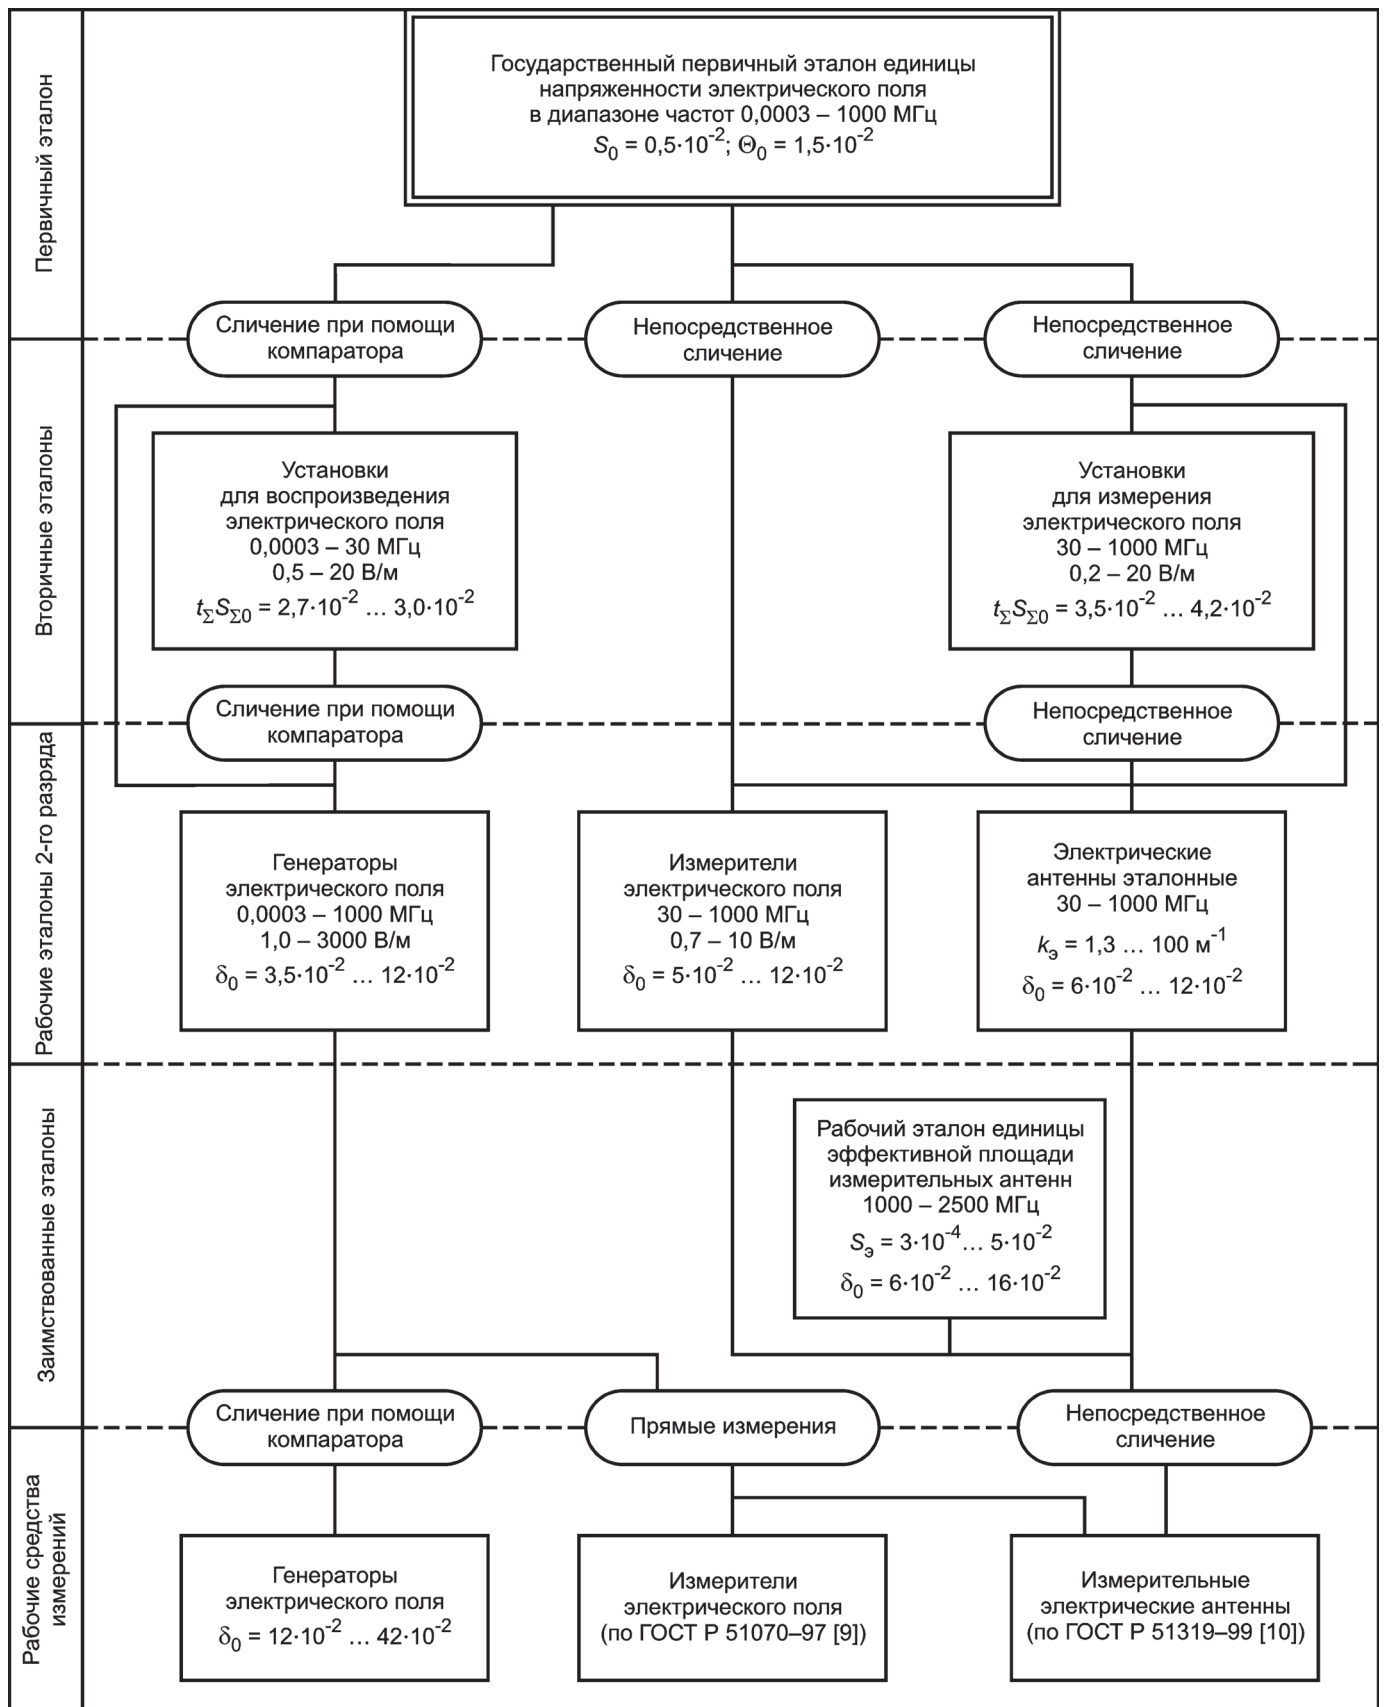 Первичный эталон
Государственный первичный эталон единицы
напряженности электрического поля
в диапазоне частот 0,0003 – 1000 МГц
S₀ = 0,5·10⁻²; Θ₀ = 1,5·10⁻²
Сличение при помощи
компаратора
Непосредственное
сличение
Непосредственное
сличение
Вторичные эталоны
Установки
для воспроизведения
электрического поля
0,0003 – 30 МГц
0,5 – 20 В/м
t_Σ S_Σ0 = 2,7·10⁻² … 3,0·10⁻²
Установки
для измерения
электрического поля
30 – 1000 МГц
0,2 – 20 В/м
t_Σ S_Σ0 = 3,5·10⁻² … 4,2·10⁻²
Сличение при помощи
компаратора
Непосредственное
сличение
Рабочие эталоны 2-го разряда
Генераторы
электрического поля
0,0003 – 1000 МГц
1,0 – 3000 В/м
δ₀ = 3,5·10⁻² … 12·10⁻²
Измерители
электрического поля
30 – 1000 МГц
0,7 – 10 В/м
δ₀ = 5·10⁻² … 12·10⁻²
Электрические
антенны эталонные
30 – 1000 МГц
k_э = 1,3 … 100 м⁻¹
δ₀ = 6·10⁻² … 12·10⁻²
Заимствованные эталоны
Рабочий эталон единицы
эффективной площади
измерительных антенн
1000 – 2500 МГц
S_э = 3·10⁻⁴… 5·10⁻²
δ₀ = 6·10⁻² … 16·10⁻²
Сличение при помощи
компаратора
Прямые измерения
Непосредственное
сличение
Рабочие средства
измерений
Генераторы
электрического поля
δ₀ = 12·10⁻² … 42·10⁻²
Измерители
электрического поля
(по ГОСТ Р 51070–97 [9])
Измерительные
электрические антенны
(по ГОСТ Р 51319–99 [10])